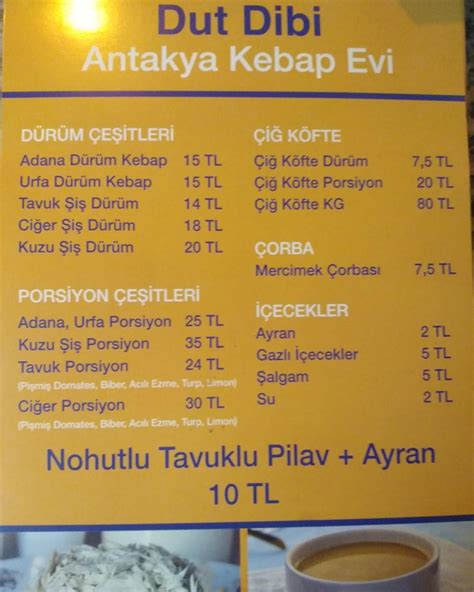 Dut Dibi
Antakya Kebap Evi
DÜRÜM ÇEŞİTLERİ
Adana Dürüm Kebap 15 TL
Urfa Dürüm Kebap 15 TL
Tavuk Şiş Dürüm 14 TL
Ciğer Şiş Dürüm 18 TL
Kuzu Şiş Dürüm 20 TL
PORSİYON ÇEŞİTLERİ
Adana, Urfa Porsiyon 25 TL
Kuzu Şiş Porsiyon 35 TL
Tavuk Porsiyon 24 TL
(Pişmiş Domates, Biber, Acılı Ezme, Turp, Limon)
Ciğer Porsiyon 30 TL
(Pişmiş Domates, Biber, Acılı Ezme, Turp, Limon)
ÇİĞ KÖFTE
Çiğ Köfte Dürüm 7,5 TL
Çiğ Köfte Porsiyon 20 TL
Çiğ Köfte KG 80 TL
ÇORBA
Mercimek Çorbası 7,5 TL
İÇECEKLER
Ayran 2 TL
Gazlı İçecekler 5 TL
Şalgam 5 TL
Su 2 TL
Nohutlu Tavuklu Pilav + Ayran
10 TL